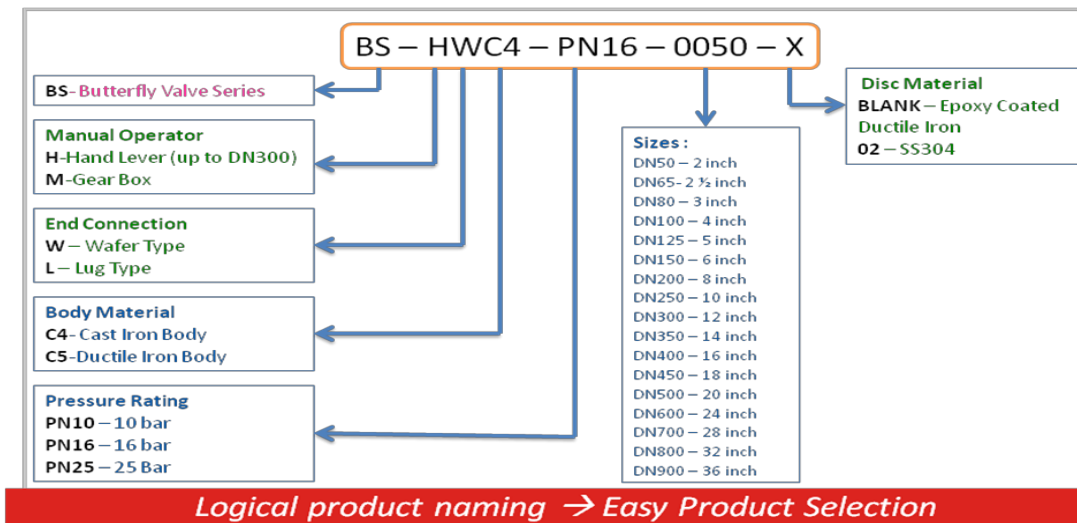 BS – HWC4 – PN16 – 0050 – X
BS- Butterfly Valve Series
Manual Operator
H-Hand Lever (up to DN300)
M-Gear Box
End Connection
W – Wafer Type
L – Lug Type
Body Material
C4- Cast Iron Body
C5-Ductile Iron Body
Pressure Rating
PN10 – 10 bar
PN16 – 16 bar
PN25 – 25 Bar
Sizes :
DN50 – 2 inch
DN65- 2 ½ inch
DN80 – 3 inch
DN100 – 4 inch
DN125 – 5 inch
DN150 – 6 inch
DN200 – 8 inch
DN250 – 10 inch
DN300 – 12 inch
DN350 – 14 inch
DN400 – 16 inch
DN450 – 18 inch
DN500 – 20 inch
DN600 – 24 inch
DN700 – 28 inch
DN800 – 32 inch
DN900 – 36 inch
Disc Material
BLANK – Epoxy Coated
Ductile Iron
02 – SS304
Logical product naming → Easy Product Selection